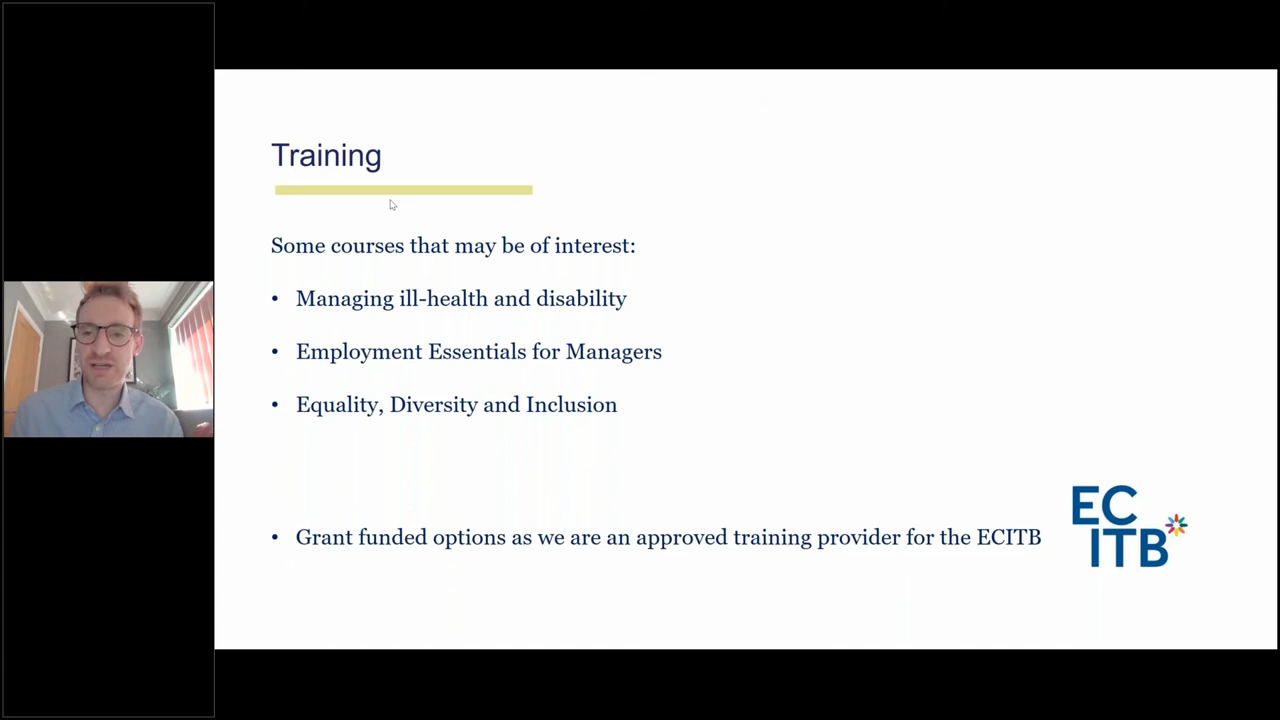 Training
Some courses that may be of interest:
• Managing ill-health and disability
• Employment Essentials for Managers
• Equality, Diversity and Inclusion
• Grant funded options as we are an approved training provider for the ECITB
EC
ITB